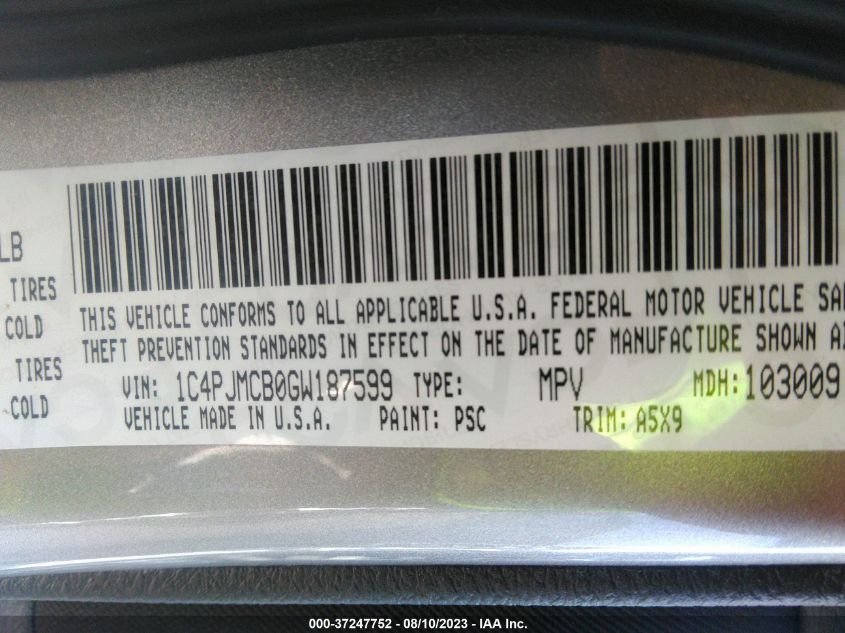 LB
TIRES
COLD
TIRES
COLD
THIS VEHICLE CONFORMS TO ALL APPLICABLE U.S.A. FEDERAL MOTOR VEHICLE SA
THEFT PREVENTION STANDARDS IN EFFECT ON THE DATE OF MANUFACTURE SHOWN A
VIN: 1C4PJMCB0GW187599 TYPE: MPV MDH: 103009
VEHICLE MADE IN U.S.A. PAINT: PSC TRIM: A5X9
000-37247752 - 08/10/2023 - IAA Inc.